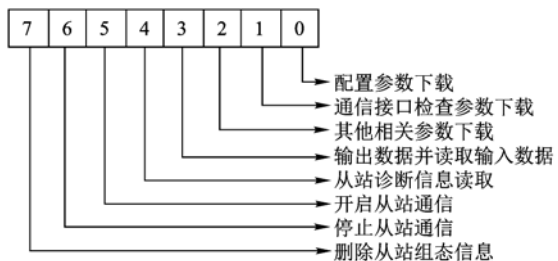 7 6 5 4 3 2 1 0
配置参数下载
通信接口检查参数下载
其他相关参数下载
输出数据并读取输入数据
从站诊断信息读取
开启从站通信
停止从站通信
删除从站组态信息